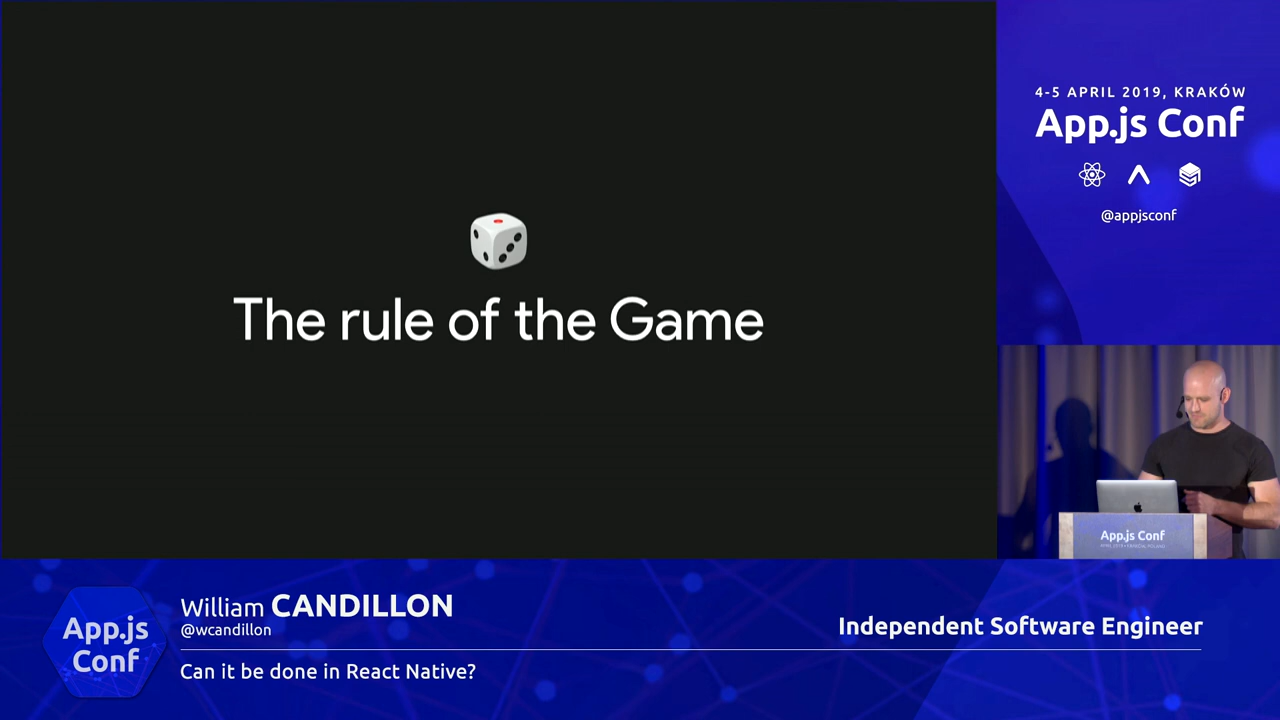 The rule of the Game
4-5 APRIL 2019, KRAKÓW
App.js Conf
@appjsconf
App.js Conf
William CANDILLON
@wcandillon
Can it be done in React Native?
Independent Software Engineer
App.js
Conf